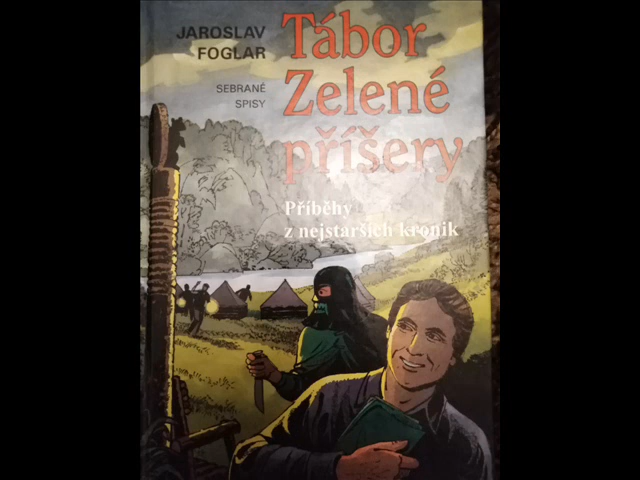 JAROSLAV
FOGLAR
SEBRANÉ
SPISY
Tábor
Zelené
příšery
Příběhy
z nejstarších kronik